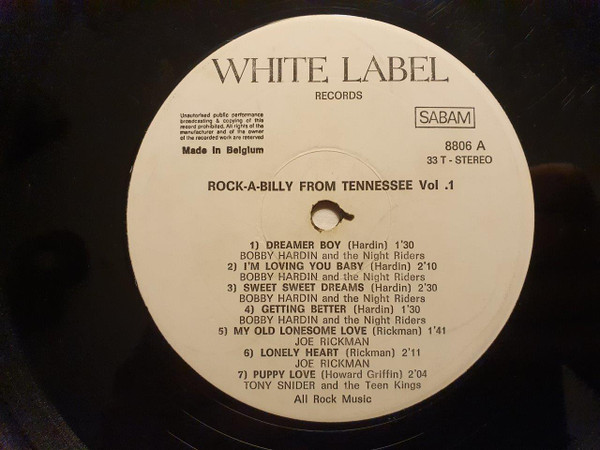 WHITE LABEL
RECORDS
Unautorised public performance
broadcasting & copying of this
record prohibited. All rights of the
manufacturer and of the owner
of the recorded work are reserved
Made in Belgium
SABAM
8806 A
33 T - STEREO
ROCK-A-BILLY FROM TENNESSEE Vol .1
1) DREAMER BOY (Hardin) 1'30
BOBBY HARDIN and the Night Riders
2) I'M LOVING YOU BABY (Hardin) 2'10
BOBBY HARDIN and the Night Riders
3) SWEET SWEET DREAMS (Hardin) 2'30
BOBBY HARDIN and the Night Riders
4) GETTING BETTER (Hardin) 1'30
BOBBY HARDIN and the Night Riders
5) MY OLD LONESOME LOVE (Rickman) 1'41
JOE RICKMAN
6) LONELY HEART (Rickman) 2'11
JOE RICKMAN
7) PUPPY LOVE (Howard Griffin) 2'04
TONY SNIDER and the Teen Kings
All Rock Music